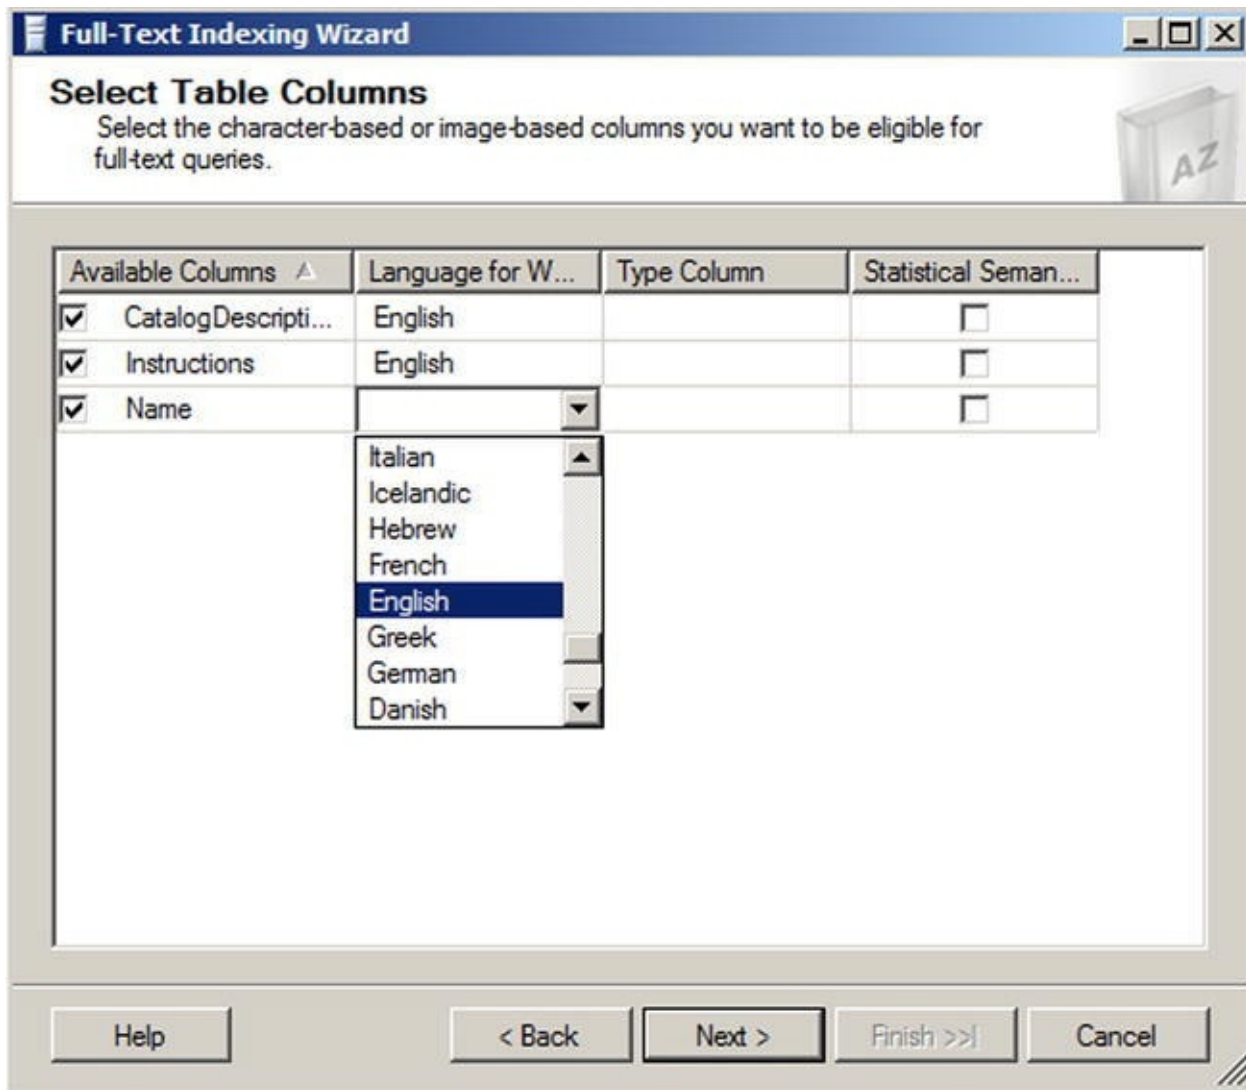 Full-Text Indexing Wizard
Select Table Columns
Select the character-based or image-based columns you want to be eligible for
full-text queries.
AZ
Available Columns Language for W... Type Column Statistical Seman...
CatalogDescripti... English
Instructions English
Name
Italian
Icelandic
Hebrew
French
English
Greek
German
Danish
Help < Back Next > Finish >>| Cancel